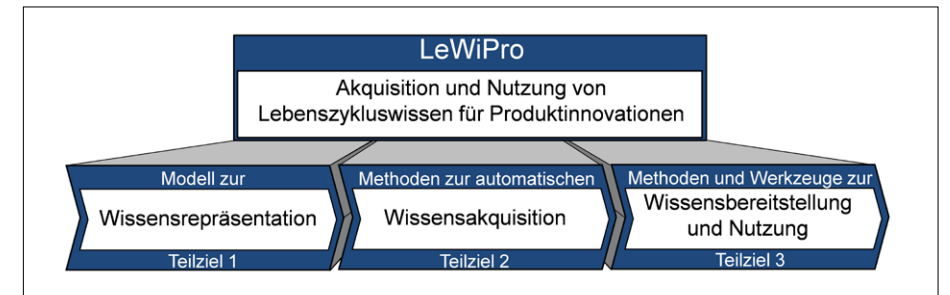 LeWiPro
Akquisition und Nutzung von
Lebenszykluswissen für Produktinnovationen
Modell zur
Wissensrepräsentation
Teilziel 1
Methoden zur automatischen
Wissensakquisition
Teilziel 2
Methoden und Werkzeuge zur
Wissensbereitstellung
und Nutzung
Teilziel 3